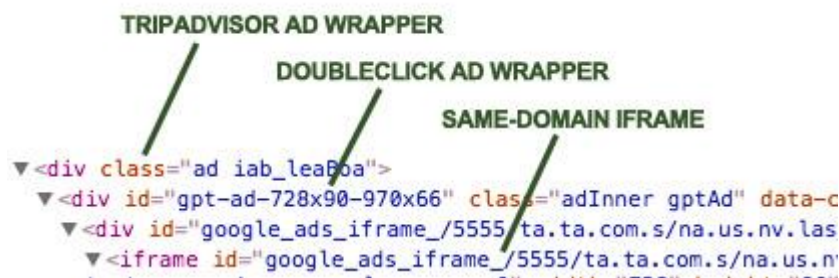 TRIPADVISOR AD WRAPPER
DOUBLECLICK AD WRAPPER
SAME-DOMAIN IFRAME
▼<div class="ad iab_leaBoa">
▼<div id="gpt-ad-728x90-970x66" class="adInner gptAd" data-c
▼<div id="google_ads_iframe_/5555/ta.ta.com.s/na.us.nv.las
▼<iframe id="google_ads_iframe_/5555/ta.ta.com.s/na.us.n